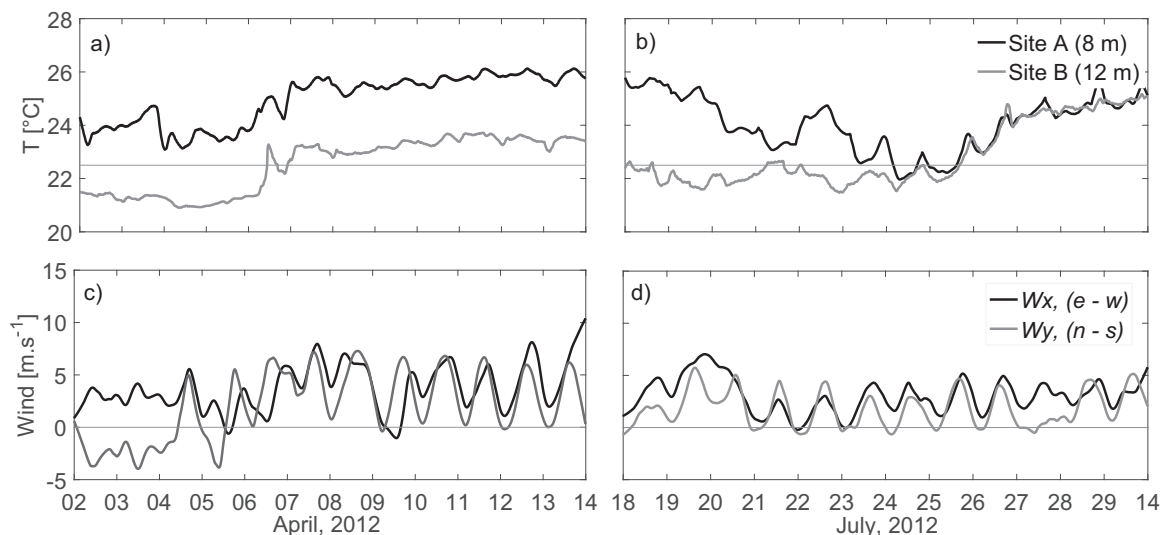 a)
b)
Site A (8 m)
Site B (12 m)
T [°C]
26
24
22
20
c)
d)
Wx, (e - w)
Wy, (n - s)
Wind [m.s⁻¹]
15
10
5
0
-5
02 03 04 05 06 07 08 09 10 11 12 13 14
18 19 20 21 22 23 24 25 26 27 28 29 14
April, 2012
July, 2012